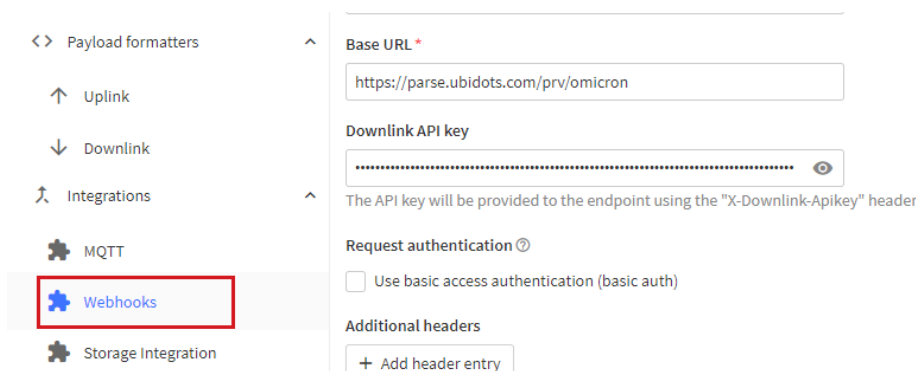 Payload formatters
Uplink
Downlink
Integrations
MQTT
Webhooks
Storage Integration
Base URL *
https://parse.ubidots.com/prv/omicron
Downlink API key
••••••••••••••••••••••••••••••••••••••••••••••••••••••••••••••••••••••••••••••••••••••••
The API key will be provided to the endpoint using the "X-Downlink-Apikey" header
Request authentication
Use basic access authentication (basic auth)
Additional headers
+ Add header entry